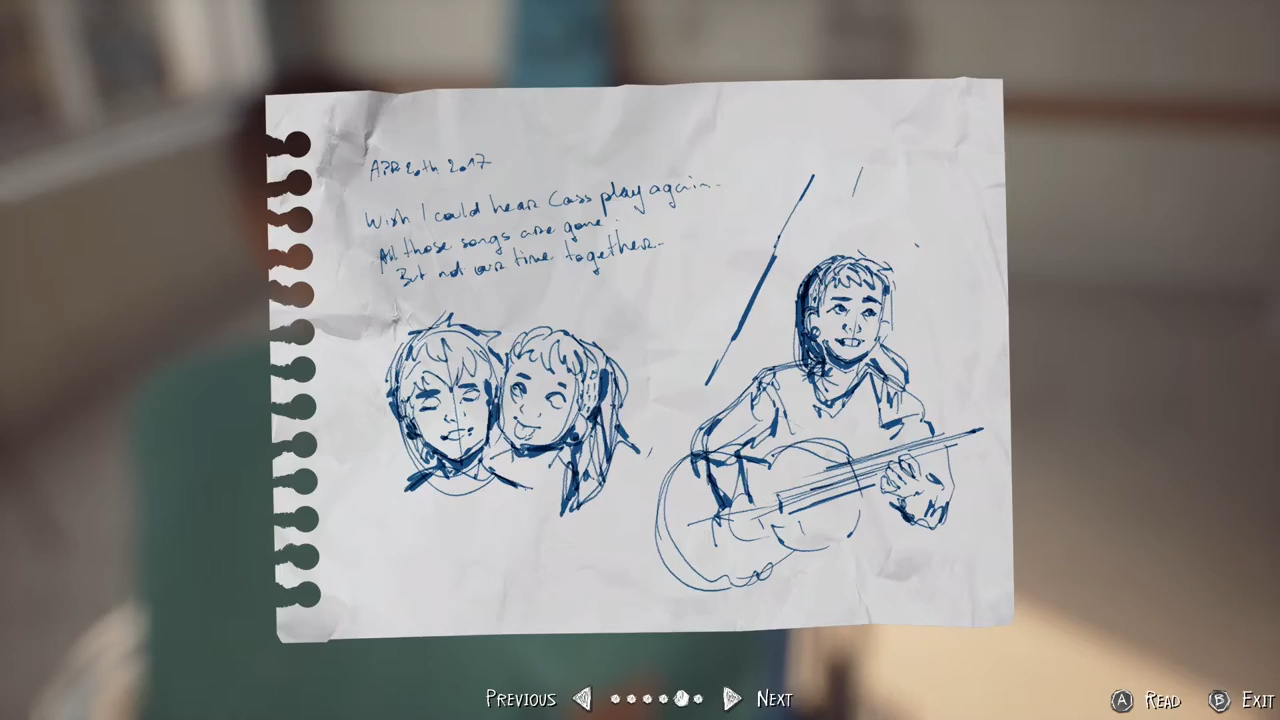 APR 20th 2017
Wish I could hear Cass play again..
All those songs are gone.
But not our time together..
PREVIOUS
NEXT
A READ
B EXIT